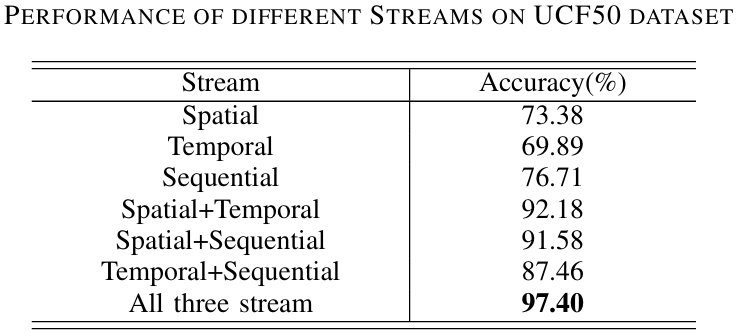 PERFORMANCE OF DIFFERENT STREAMS ON UCF50 DATASET
Stream Accuracy(%)
Spatial 73.38
Temporal 69.89
Sequential 76.71
Spatial+Temporal 92.18
Spatial+Sequential 91.58
Temporal+Sequential 87.46
All three stream 97.40